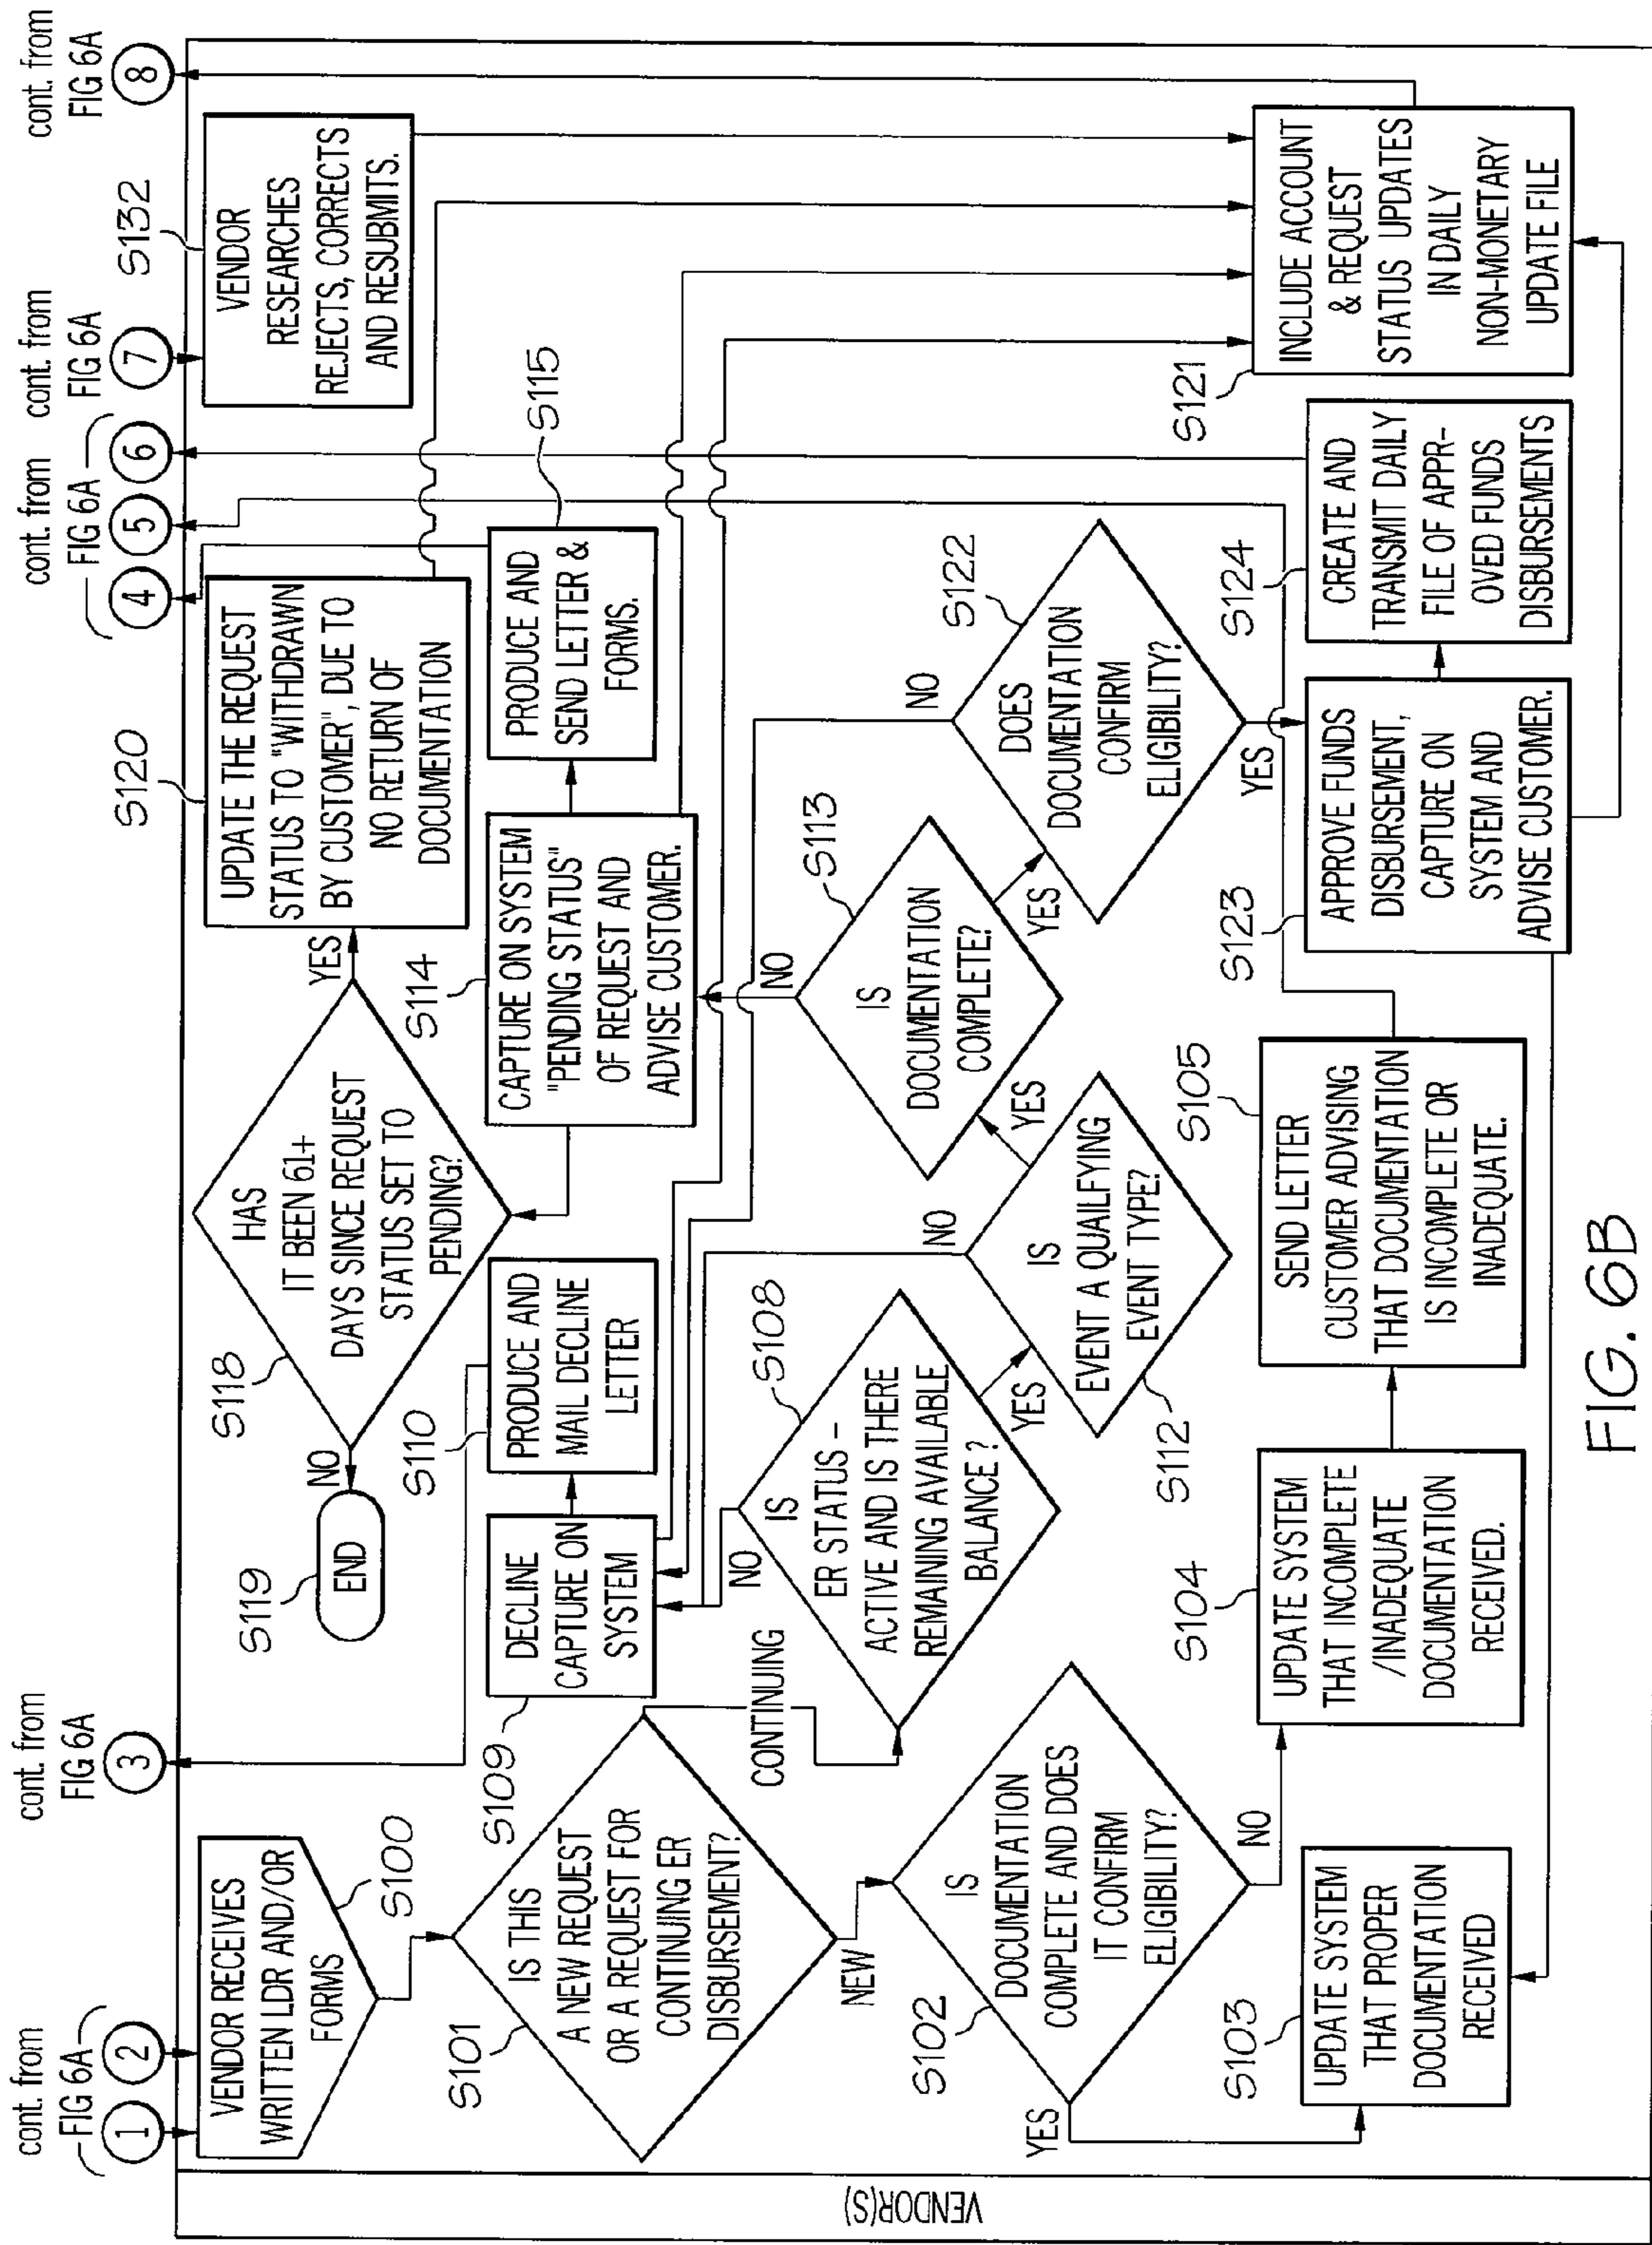 cont. from
FIG 6A
1
2
cont. from
FIG 6A
3
cont. from
FIG 6A
4
5
6
cont. from
FIG 6A
7
cont. from
FIG 6A
8
VENDOR(S)
VENDOR RECEIVES
WRITTEN LDR AND/OR
FORMS
S100
S119
END
NO
S118
HAS
IT BEEN 61+
DAYS SINCE REQUEST
STATUS SET TO
PENDING?
YES
S120
UPDATE THE REQUEST
STATUS TO "WITHDRAWN
BY CUSTOMER", DUE TO
NO RETURN OF
DOCUMENTATION
S132
VENDOR
RESEARCHES
REJECTS, CORRECTS
AND RESUBMITS.
S101
IS THIS
A NEW REQUEST
OR A REQUEST FOR
CONTINUING ER
DISBURSEMENT?
NEW
CONTINUING
S109
DECLINE
CAPTURE ON
SYSTEM
S110
PRODUCE AND
MAIL DECLINE
LETTER
S114
CAPTURE ON SYSTEM
"PENDING STATUS"
OF REQUEST AND
ADVISE CUSTOMER.
PRODUCE AND
SEND LETTER &
FORMS.
S115
NO
IS
ER STATUS -
ACTIVE AND IS THERE
REMAINING AVAILABLE
BALANCE ?
S108
YES
NO
IS
EVENT A QUAILFYING
EVENT TYPE?
S112
YES
NO
IS
DOCUMENTATION
COMPLETE?
S113
YES
NO
DOES
DOCUMENTATION
CONFIRM
ELIGIBILITY?
S122
YES
S102
IS
DOCUMENTATION
COMPLETE AND DOES
IT CONFIRM
ELIGIBILITY?
YES
NO
S103
UPDATE SYSTEM
THAT PROPER
DOCUMENTATION
RECEIVED
S104
UPDATE SYSTEM
THAT INCOMPLETE
/INADEQUATE
DOCUMENTATION
RECEIVED.
S105
SEND LETTER
CUSTOMER ADVISING
THAT DOCUMENTATION
IS INCOMPLETE OR
INADEQUATE.
S123
APPROVE FUNDS
DISBURSEMENT,
CAPTURE ON
SYSTEM AND
ADVISE CUSTOMER.
S124
CREATE AND
TRANSMIT DAILY
FILE OF APPR-
OVED FUNDS
DISBURSEMENTS
S121
INCLUDE ACCOUNT
& REQUEST
STATUS UPDATES
IN DAILY
NON-MONETARY
UPDATE FILE
FIG. 6B